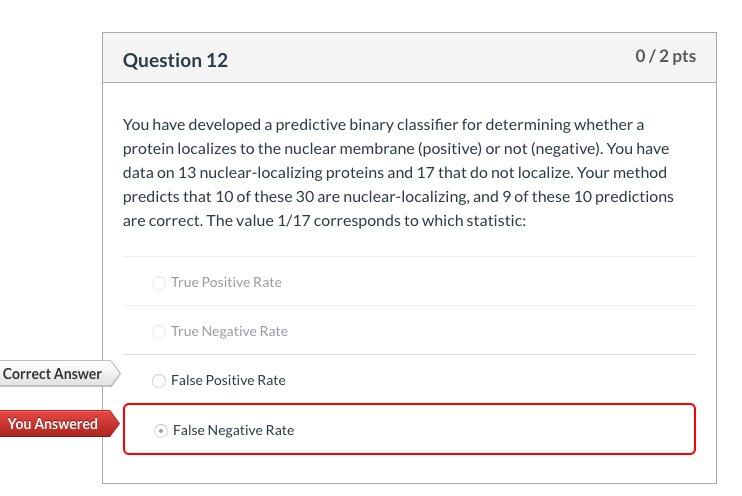 Question 12
0 / 2 pts
You have developed a predictive binary classifier for determining whether a
protein localizes to the nuclear membrane (positive) or not (negative). You have
data on 13 nuclear-localizing proteins and 17 that do not localize. Your method
predicts that 10 of these 30 are nuclear-localizing, and 9 of these 10 predictions
are correct. The value 1/17 corresponds to which statistic:
True Positive Rate
True Negative Rate
Correct Answer
False Positive Rate
You Answered
False Negative Rate